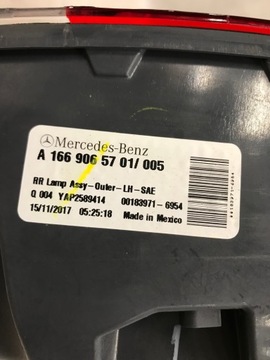 Mercedes-Benz
A 166 906 57 01/ 005
RR Lamp Assy-Outer-LH-SAE
Q 004 YAP2589414 00183971-6954
15/11/2017 05:25:18 Made in Mexico